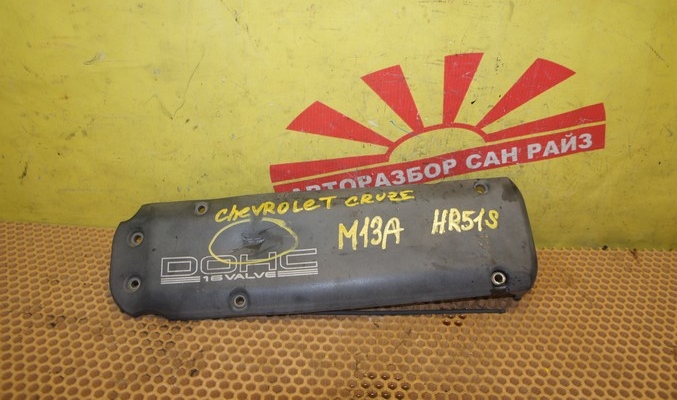 АВТОРАЗБОР САН РАЙЗ
CHEVROLET CRUZE
M13A HR51S
DOHC
16 VALVE